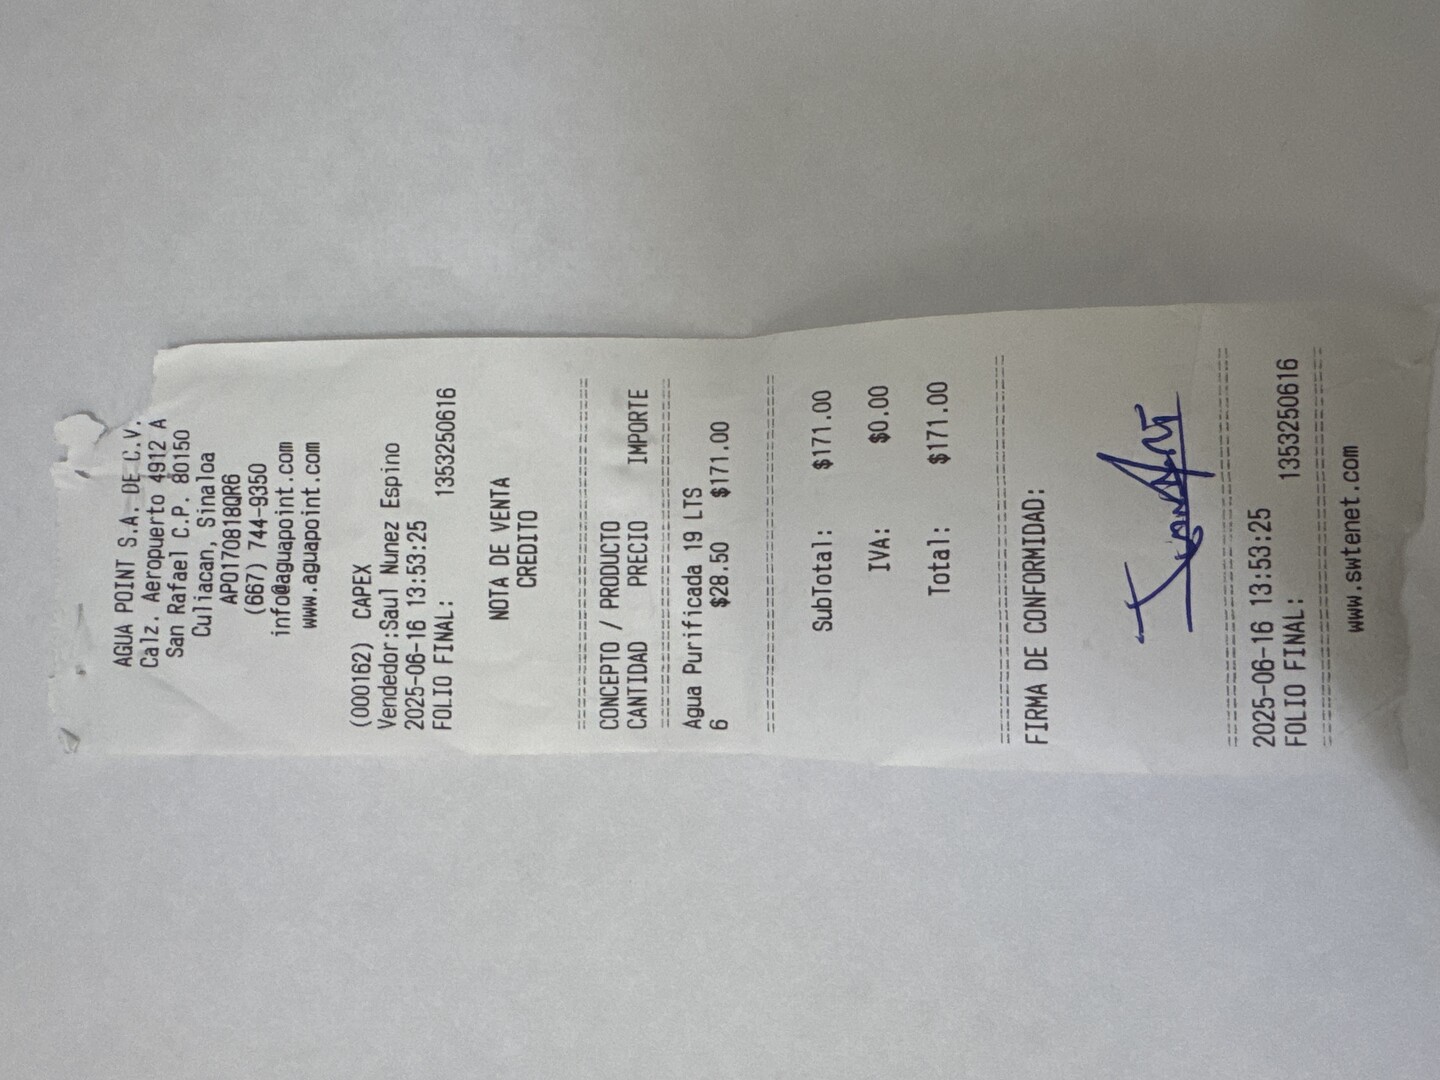 AGUA POINT S.A. DE C.V.
Calz. Aeropuerto 4912 A
San Rafael C.P. 80150
Culiacan, Sinaloa
APO170818QR6
(667) 744-9350
info@aguapoint.com
www.aguapoint.com
(000162) CAPEX
Vendedor:Saul Nunez Espino
2025-06-16 13:53:25
FOLIO FINAL: 135325061​6
NOTA DE VENTA
CREDITO
CONCEPTO / PRODUCTO
CANTIDAD PRECIO IMPORTE
Agua Purificada 19 LTS
6 $28.50 $171.00
SubTotal: $171.00
IVA: $0.00
Total: $171.00
FIRMA DE CONFORMIDAD:
2025-06-16 13:53:25
FOLIO FINAL: 1353250616
www.swtenet.com